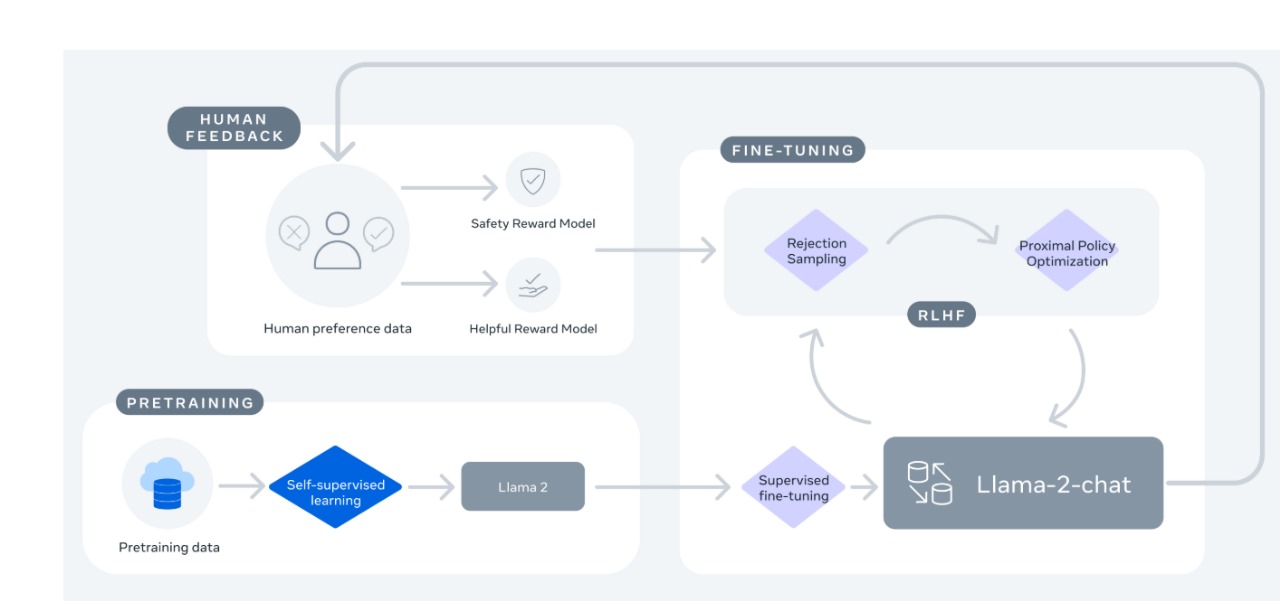 HUMAN
FEEDBACK
Safety Reward Model
Human preference data
Helpful Reward Model
FINE-TUNING
Rejection
Sampling
Proximal Policy
Optimization
RLHF
PRETRAINING
Pretraining data
Self-supervised
learning
Llama 2
Supervised
fine-tuning
Llama-2-chat